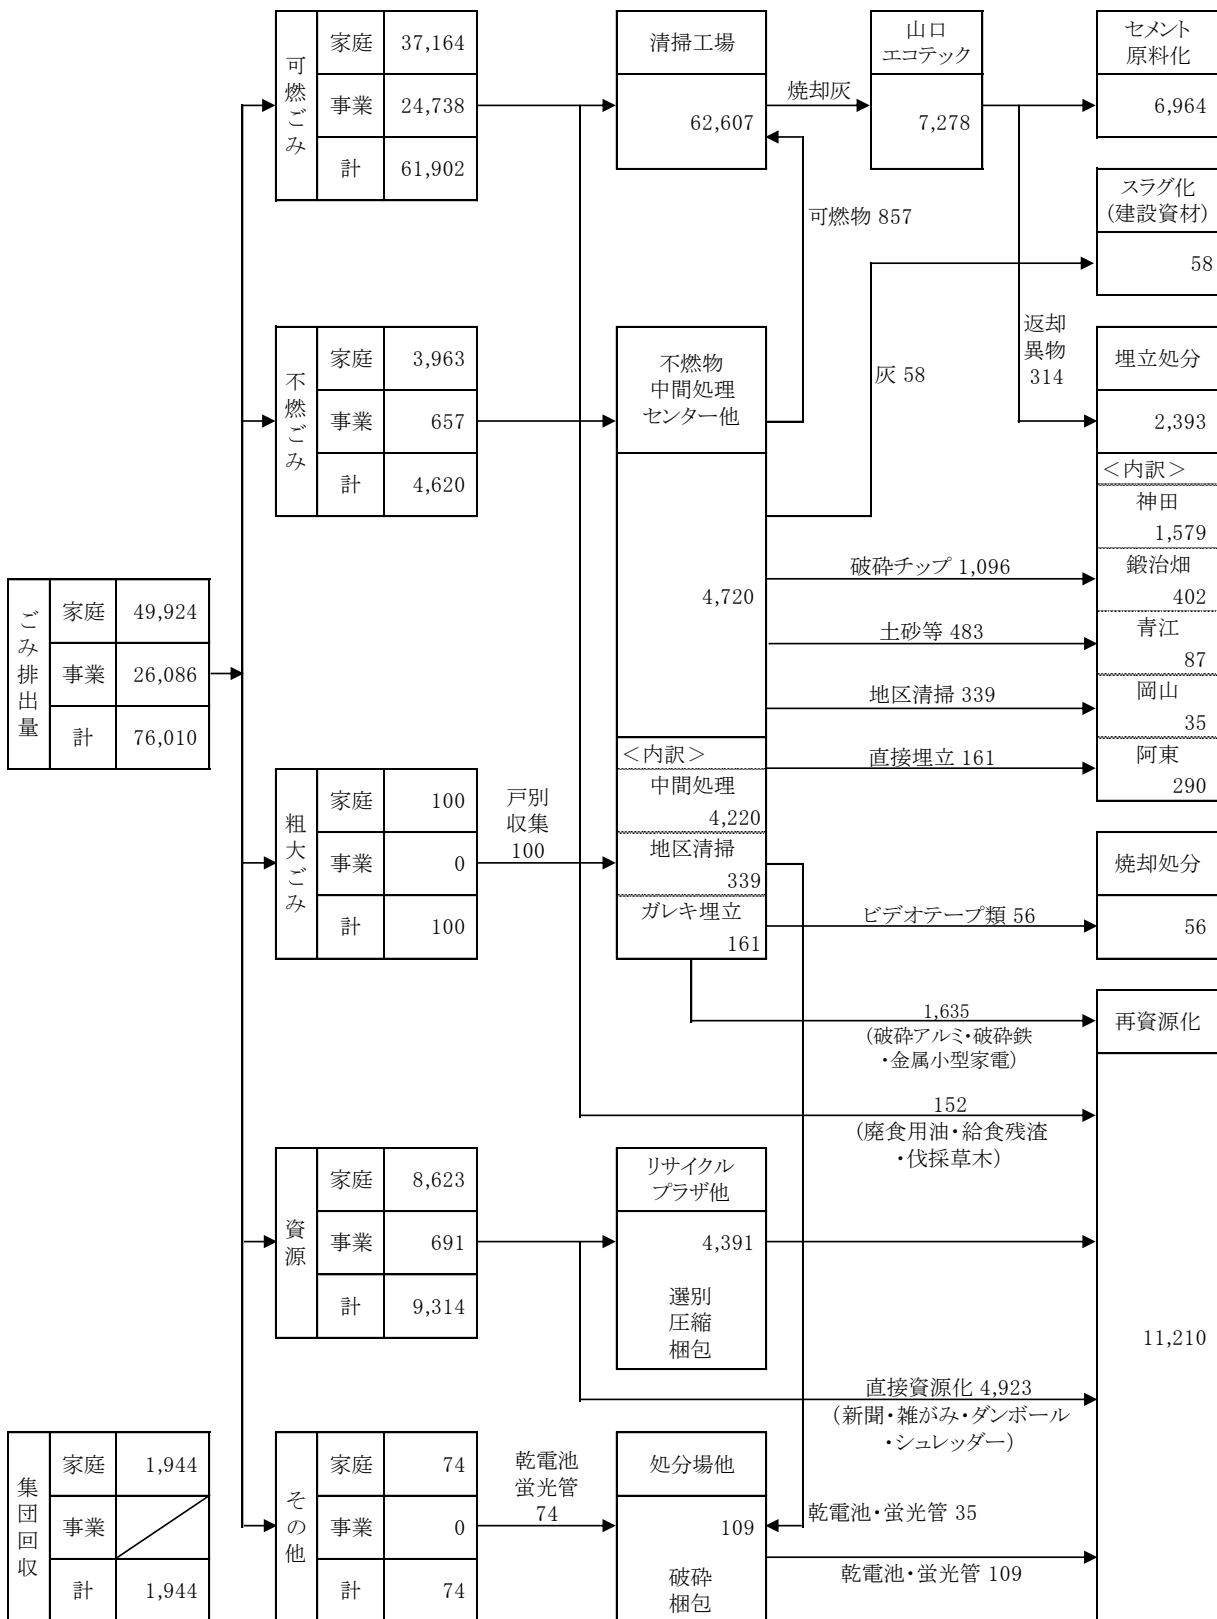 可燃ごみ
家庭 37,164
事業 24,738
計 61,902
清掃工場
62,607
焼却灰
山口
エコテック
7,278
セメント
原料化
6,964
スラグ化
(建設資材)
58
可燃物 857
返却
異物
314
灰 58
不燃ごみ
家庭 3,963
事業 657
計 4,620
不燃物
中間処理
センター他
4,720
<内訳>
中間処理
4,220
地区清掃
339
ガレキ埋立
161
埋立処分
2,393
<内訳>
神田
1,579
鍛治畑
402
青江
87
岡山
35
阿東
290
破砕チップ 1,096
土砂等 483
地区清掃 339
直接埋立 161
ごみ排出量
家庭 49,924
事業 26,086
計 76,010
粗大ごみ
家庭 100
事業 0
計 100
戸別
収集
100
焼却処分
56
ビデオテープ類 56
再資源化
11,210
1,635
(破砕アルミ・破砕鉄
・金属小型家電)
152
(廃食用油・給食残渣
・伐採草木)
資源
家庭 8,623
事業 691
計 9,314
リサイクル
プラザ他
4,391
選別
圧縮
梱包
直接資源化 4,923
(新聞・雑がみ・ダンボール
・シュレッダー)
集団回収
家庭 1,944
事業
計 1,944
その他
家庭 74
事業 0
計 74
乾電池
蛍光管
74
処分場他
109
破砕
梱包
乾電池・蛍光管 35
乾電池・蛍光管 109